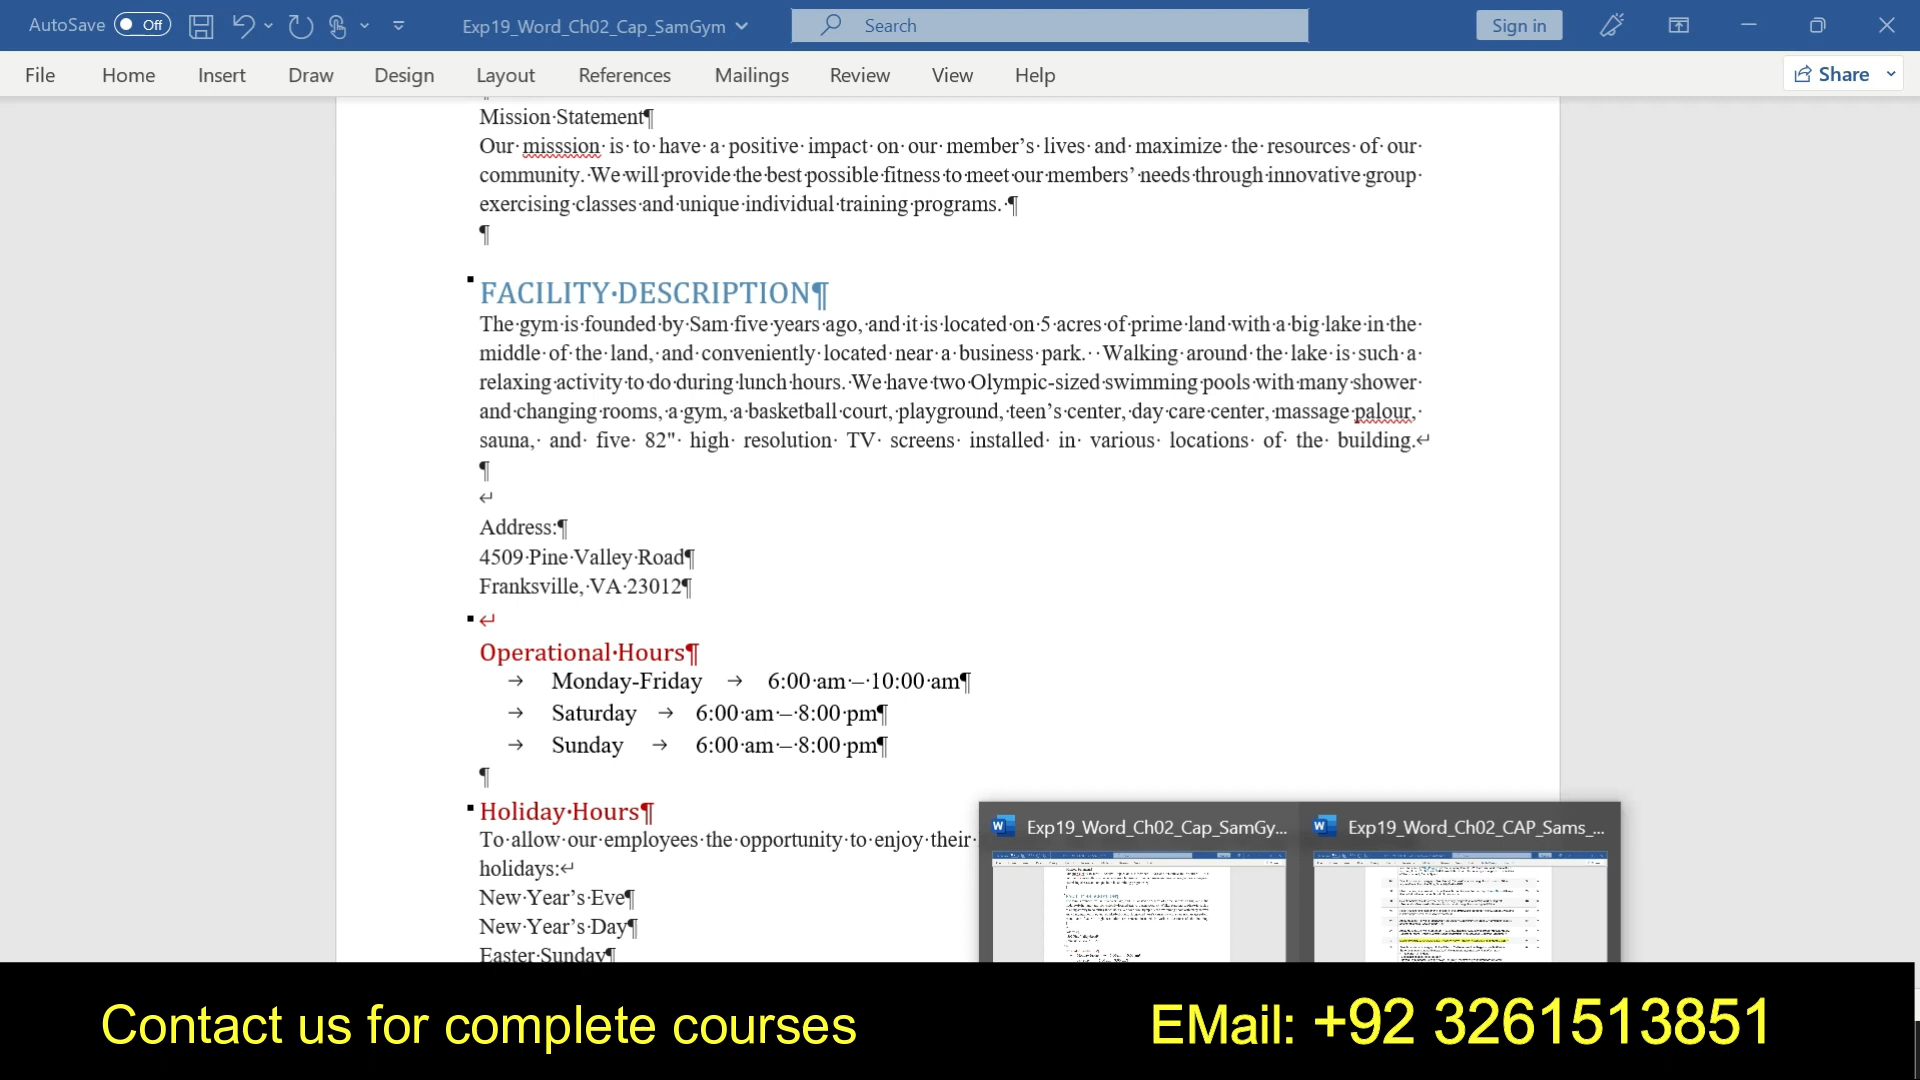 AutoSave Off Exp19_Word_Ch02_Cap_SamGym Search Sign in
File Home Insert Draw Design Layout References Mailings Review View Help Share
Mission·Statement¶
Our·misssion·is·to·have·a·positive·impact·on·our·member’s·lives·and·maximize·the·resources·of·our·
community.·We·will·provide·the·best·possible·fitness·to·meet·our·members’·needs·through·innovative·group·
exercising·classes·and·unique·individual·training·programs.·¶
¶
FACILITY·DESCRIPTION¶
The·gym·is·founded·by·Sam·five·years·ago,·and·it·is·located·on·5·acres·of·prime·land·with·a·big·lake·in·the·
middle·of·the·land,·and·conveniently·located·near·a·business·park.··Walking·around·the·lake·is·such·a·
relaxing·activity·to·do·during·lunch·hours.·We·have·two·Olympic-sized·swimming·pools·with·many·shower·
and·changing·rooms,·a·gym,·a·basketball·court,·playground,·teen’s·center,·day·care·center,·massage·palour,·
sauna,·and·five·82"·high·resolution·TV·screens·installed·in·various·locations·of·the·building.↵
¶
↵
Address:¶
4509·Pine·Valley·Road¶
Franksville,·VA·23012¶
↵
Operational·Hours¶
→ Monday-Friday → 6:00·am·–·10:00·am¶
→ Saturday → 6:00·am·–·8:00·pm¶
→ Sunday → 6:00·am·–·8:00·pm¶
¶
Holiday·Hours¶
To·allow·our·employees·the·opportunity·to·enjoy·their·
holidays:↵
New·Year’s·Eve¶
New·Year’s·Day¶
Easter·Sunday¶
Exp19_Word_Ch02_Cap_SamGy... Exp19_Word_Ch02_CAP_Sams_...
Contact us for complete courses EMail: +92 3261513851